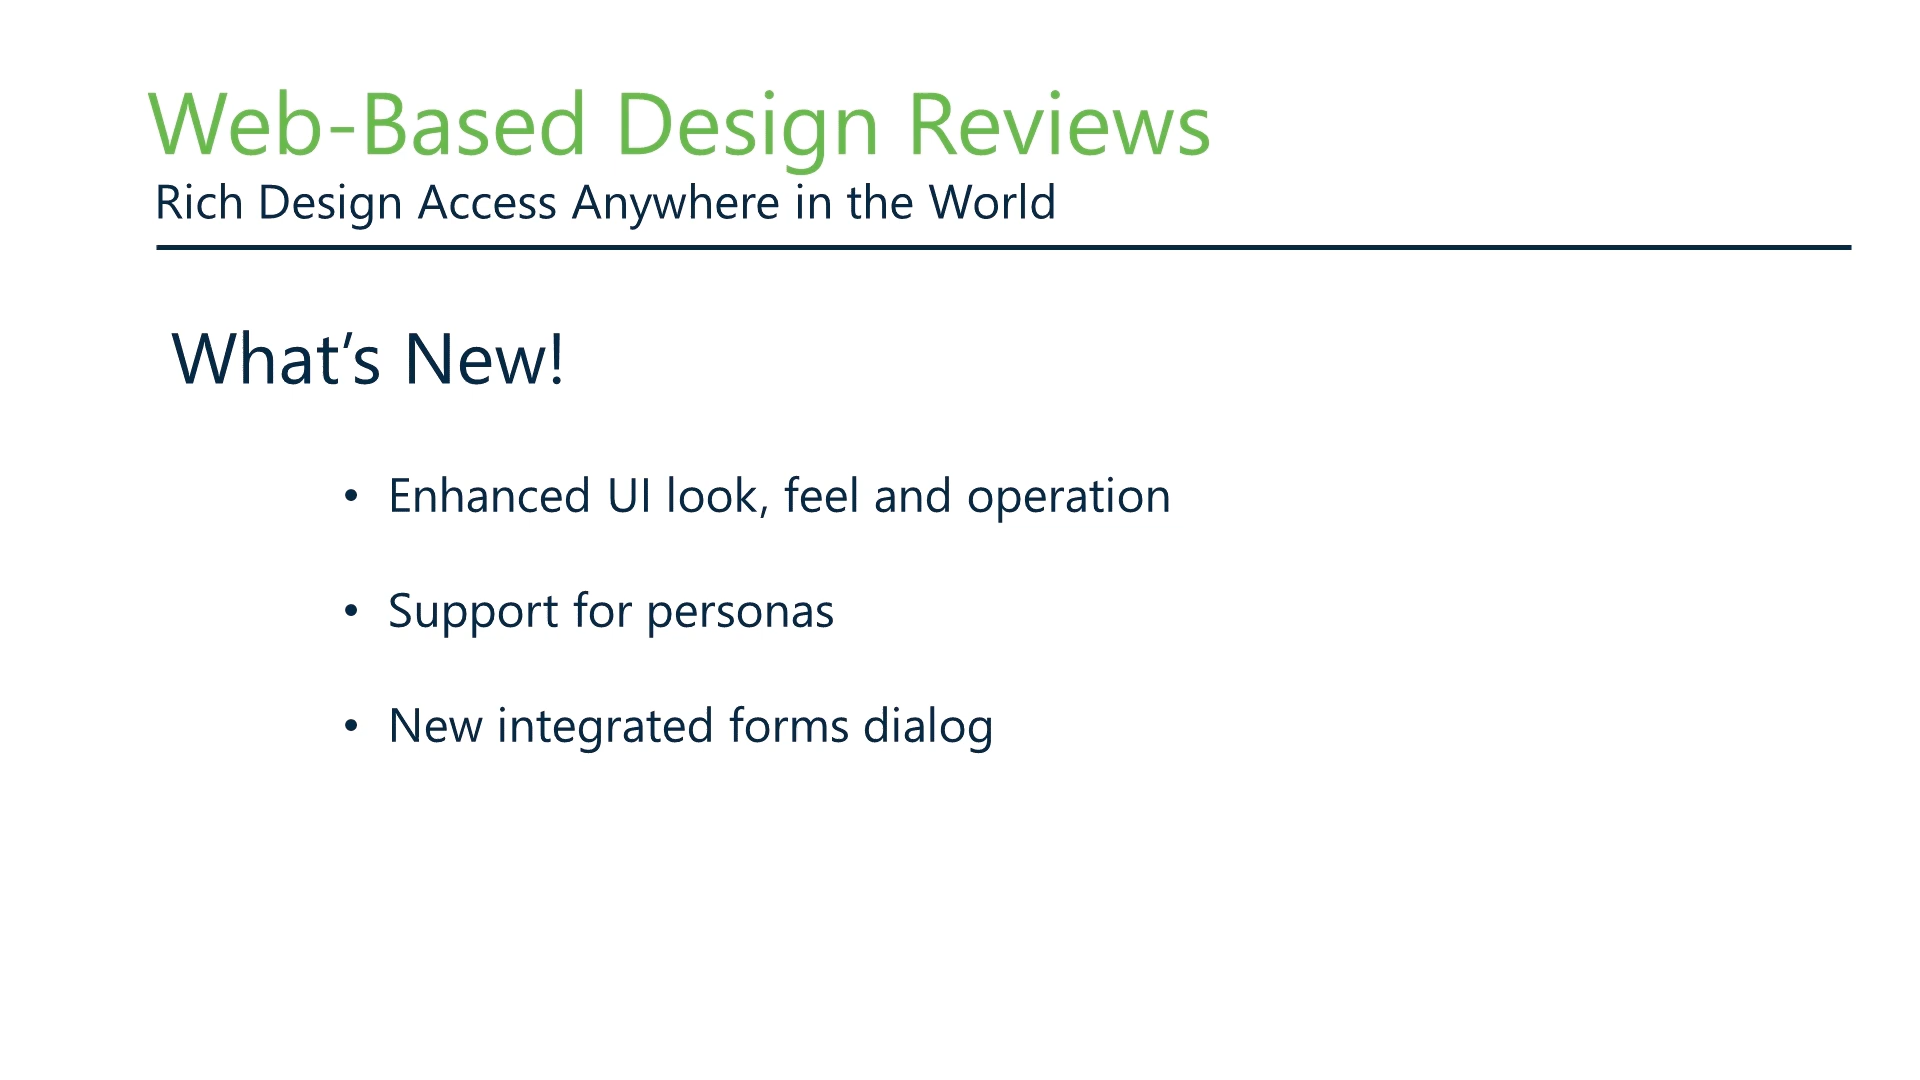 Web-Based Design Reviews
Rich Design Access Anywhere in the World
What’s New!
• Enhanced UI look, feel and operation
• Support for personas
• New integrated forms dialog